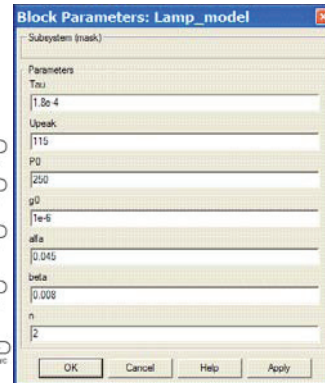 Block Parameters: Lamp_model
Subsystem (mask)
Parameters
Tau
1.8e-4
Upeak
115
P0
250
g0
1e-6
alfa
0.045
beta
0.008
n
2
OK Cancel Help Apply